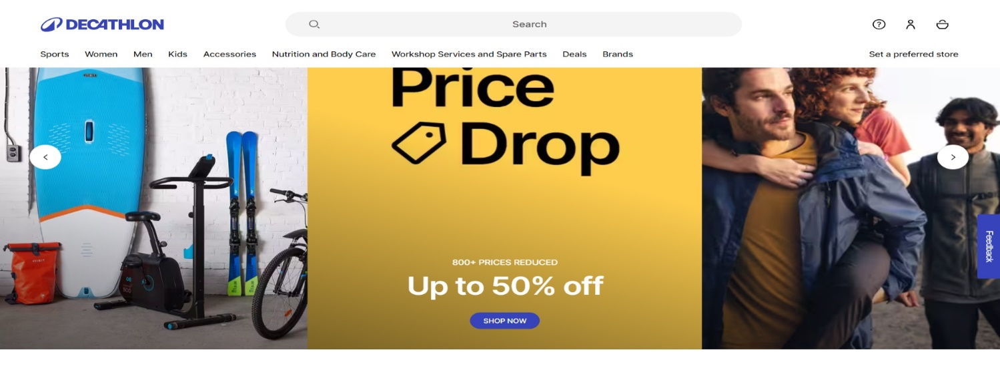 DECATHLON
Search
Sports Women Men Kids Accessories Nutrition and Body Care Workshop Services and Spare Parts Deals Brands Set a preferred store
Price
Drop
800+ PRICES REDUCED
Up to 50% off
SHOP NOW
Feedback